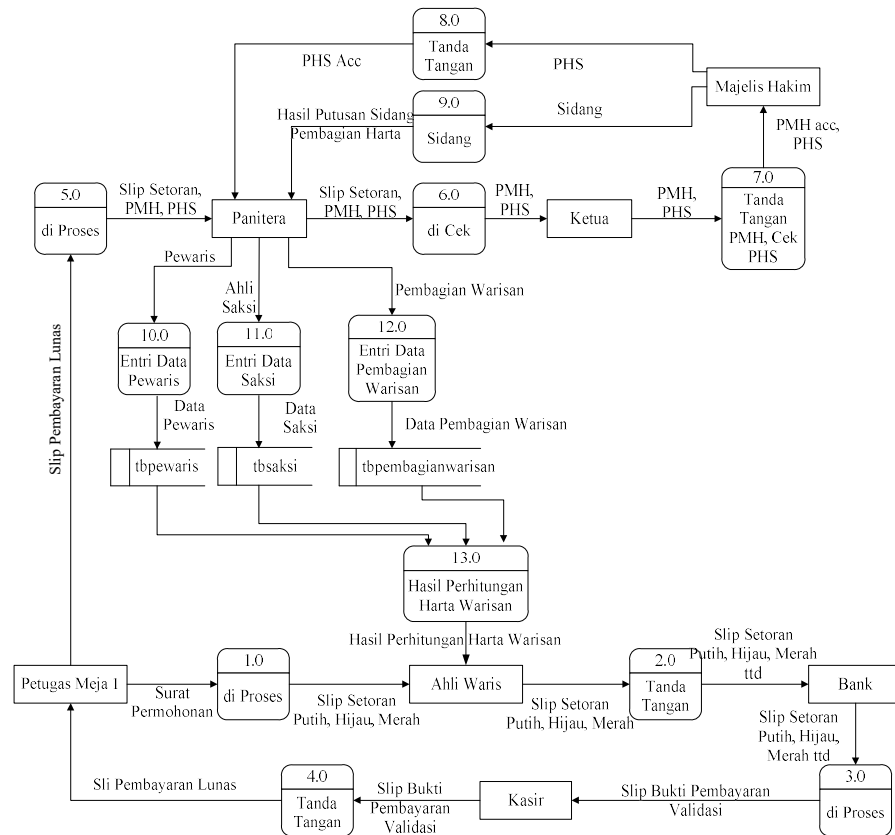 8.0
Tanda
Tangan
PHS Acc
PHS
Majelis Hakim
9.0
Sidang
Hasil Putusan Sidang
Pembagian Harta
Sidang
PMH acc,
PHS
5.0
di Proses
Slip Setoran,
PMH, PHS
Panitera
Slip Setoran,
PMH, PHS
6.0
di Cek
PMH,
PHS
Ketua
PMH,
PHS
7.0
Tanda
Tangan
PMH, Cek
PHS
Pewaris
Ahli
Saksi
Pembagian Warisan
Slip Pembayaran Lunas
10.0
Entri Data
Pewaris
11.0
Entri Data
Saksi
12.0
Entri Data
Pembagian
Warisan
Data
Pewaris
Data
Saksi
Data Pembagian Warisan
tbpewaris
tbsaksi
tbpembagianwarisan
13.0
Hasil Perhitungan
Harta Warisan
Hasil Perhitungan Harta Warisan
Petugas Meja 1
Surat
Permohonan
1.0
di Proses
Slip Setoran
Putih, Hijau, Merah
Ahli Waris
Slip Setoran
Putih, Hijau, Merah
2.0
Tanda
Tangan
Slip Setoran
Putih, Hijau, Merah
ttd
Bank
Slip Setoran
Putih, Hijau,
Merah ttd
Sli Pembayaran Lunas
4.0
Tanda
Tangan
Slip Bukti
Pembayaran
Validasi
Kasir
Slip Bukti Pembayaran
Validasi
3.0
di Proses